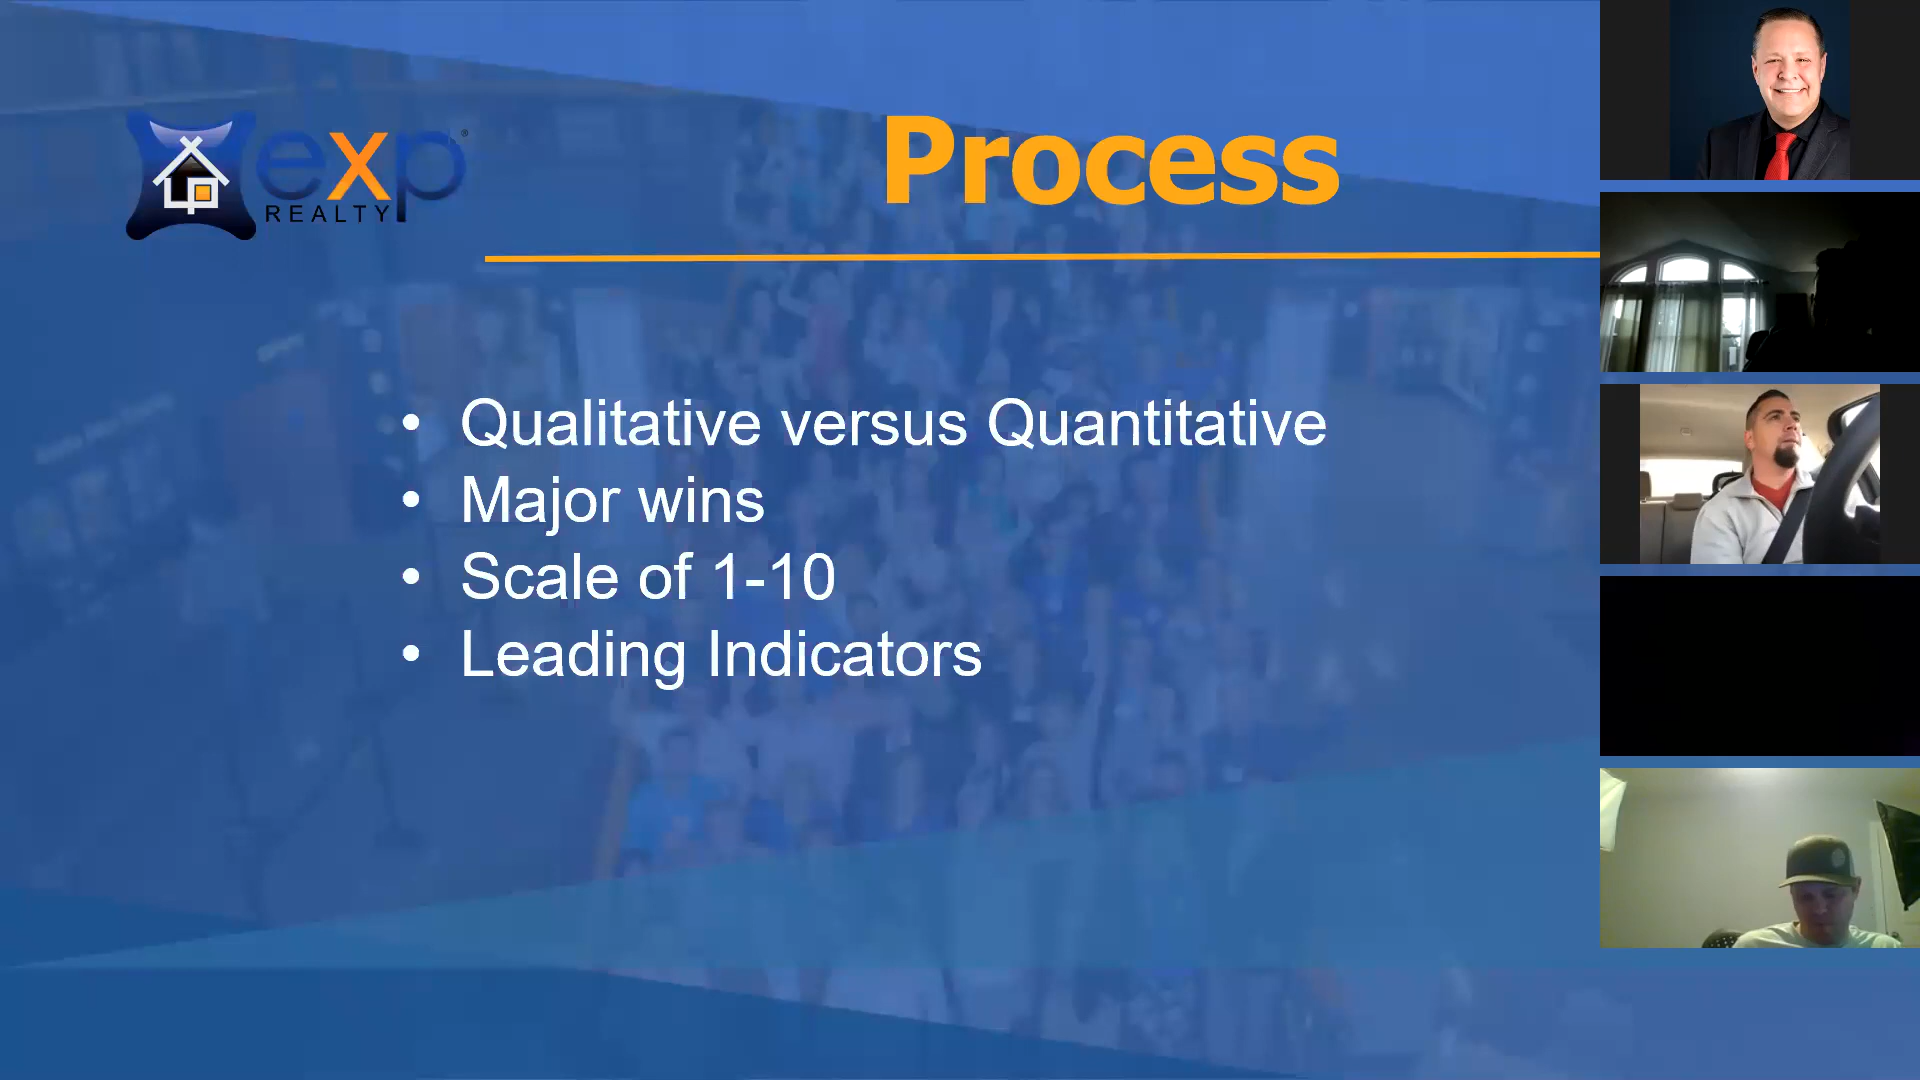 Process
exp®
REALTY
• Qualitative versus Quantitative
• Major wins
• Scale of 1-10
• Leading Indicators